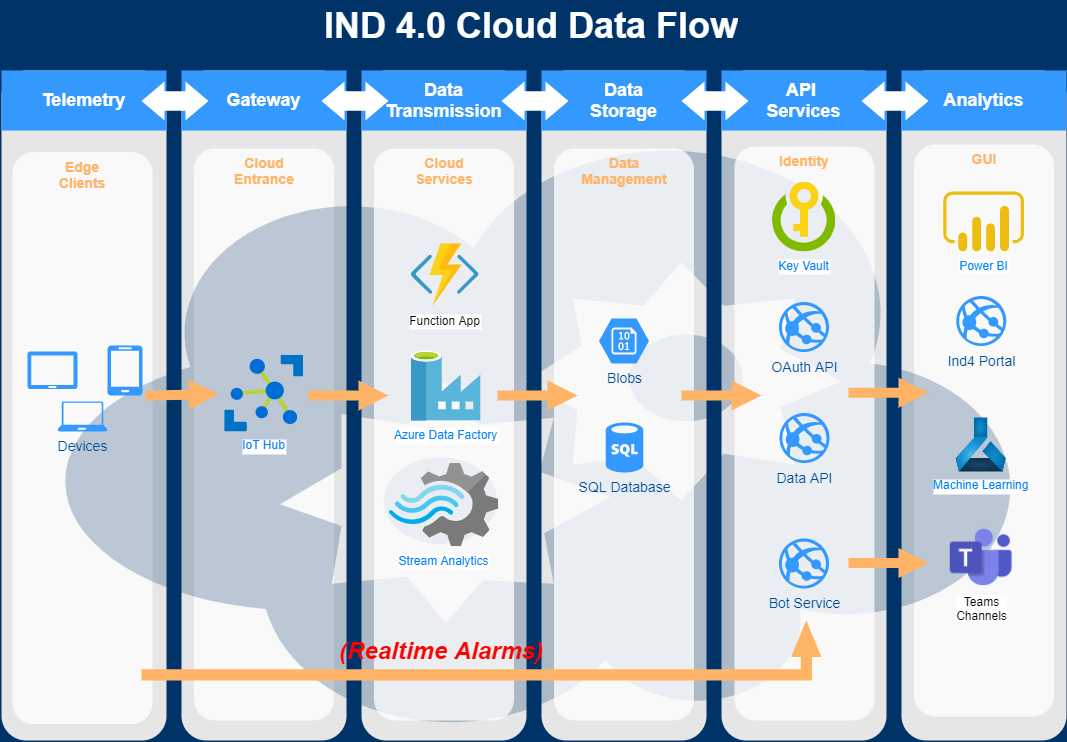 IND 4.0 Cloud Data Flow
Telemetry
Gateway
Data
Transmission
Data
Storage
API
Services
Analytics
Edge
Clients
Cloud
Entrance
Cloud
Services
Data
Management
Identity
GUI
Key Vault
Power BI
Function App
10
01
Blobs
OAuth API
Ind4 Portal
Devices
IoT Hub
Azure Data Factory
SQL
SQL Database
Data API
Machine Learning
Stream Analytics
T
Bot Service
Teams
Channels
(Realtime Alarms)